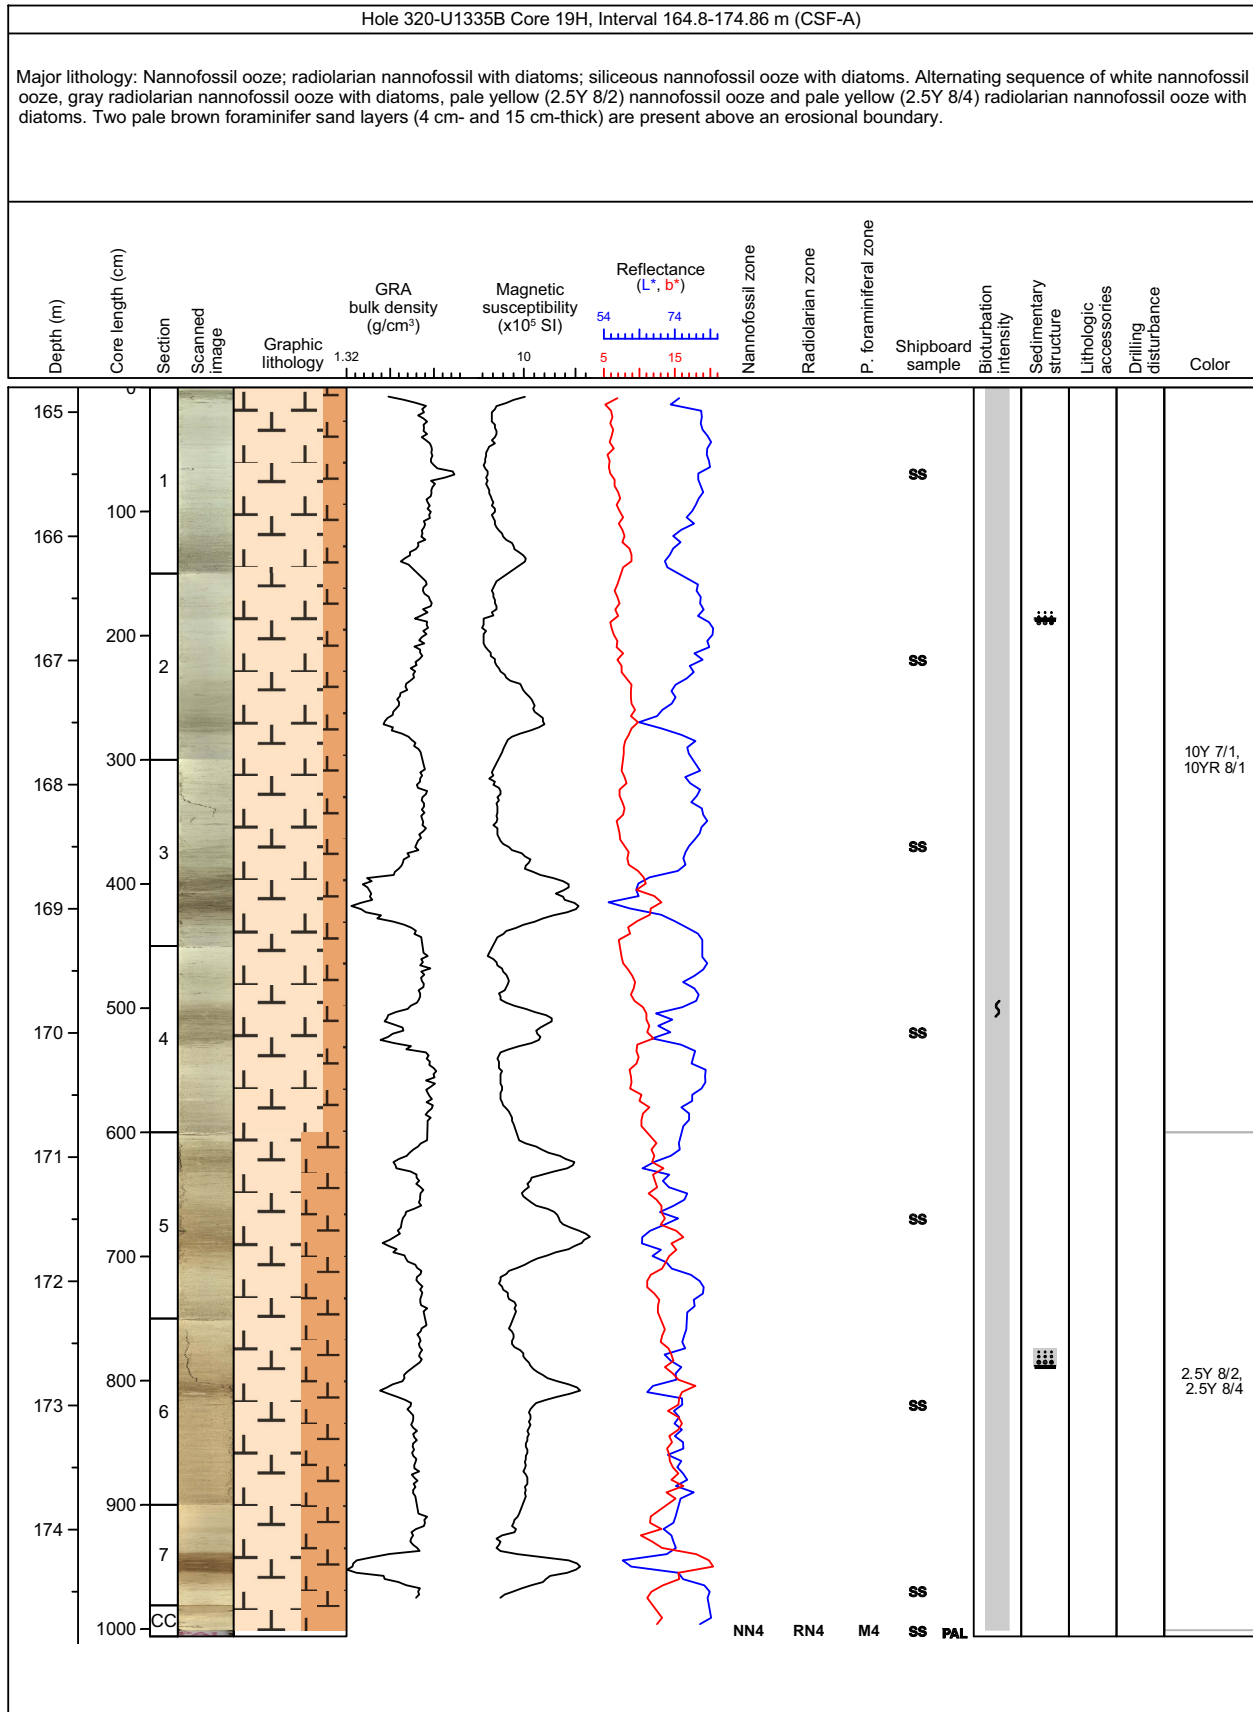 Hole 320-U1335B Core 19H, Interval 164.8-174.86 m (CSF-A)
Major lithology: Nannofossil ooze; radiolarian nannofossil with diatoms; siliceous nannofossil ooze with diatoms. Alternating sequence of white nannofossil
ooze, gray radiolarian nannofossil ooze with diatoms, pale yellow (2.5Y 8/2) nannofossil ooze and pale yellow (2.5Y 8/4) radiolarian nannofossil ooze with
diatoms. Two pale brown foraminifer sand layers (4 cm- and 15 cm-thick) are present above an erosional boundary.
Depth (m)
Core length (cm)
Section
Scanned
image
Graphic
lithology
GRA
bulk density
(g/cm³)
1.32
Magnetic
susceptibility
(x10⁵ SI)
10
Reflectance
(L*, b*)
54 74
5 15
Nannofossil zone
Radiolarian zone
P. foraminiferal zone
Shipboard
sample
Bioturbation
intensity
Sedimentary
structure
Lithologic
accessories
Drilling
disturbance
Color
0
165
1
SS
100
166
200
2
167
SS
300
168
10Y 7/1,
10YR 8/1
3
SS
400
169
500
4
170
SS
600
171
5
SS
700
172
800
2.5Y 8/2,
2.5Y 8/4
6
173
SS
900
174
7
SS
CC
1000
NN4 RN4 M4 SS PAL